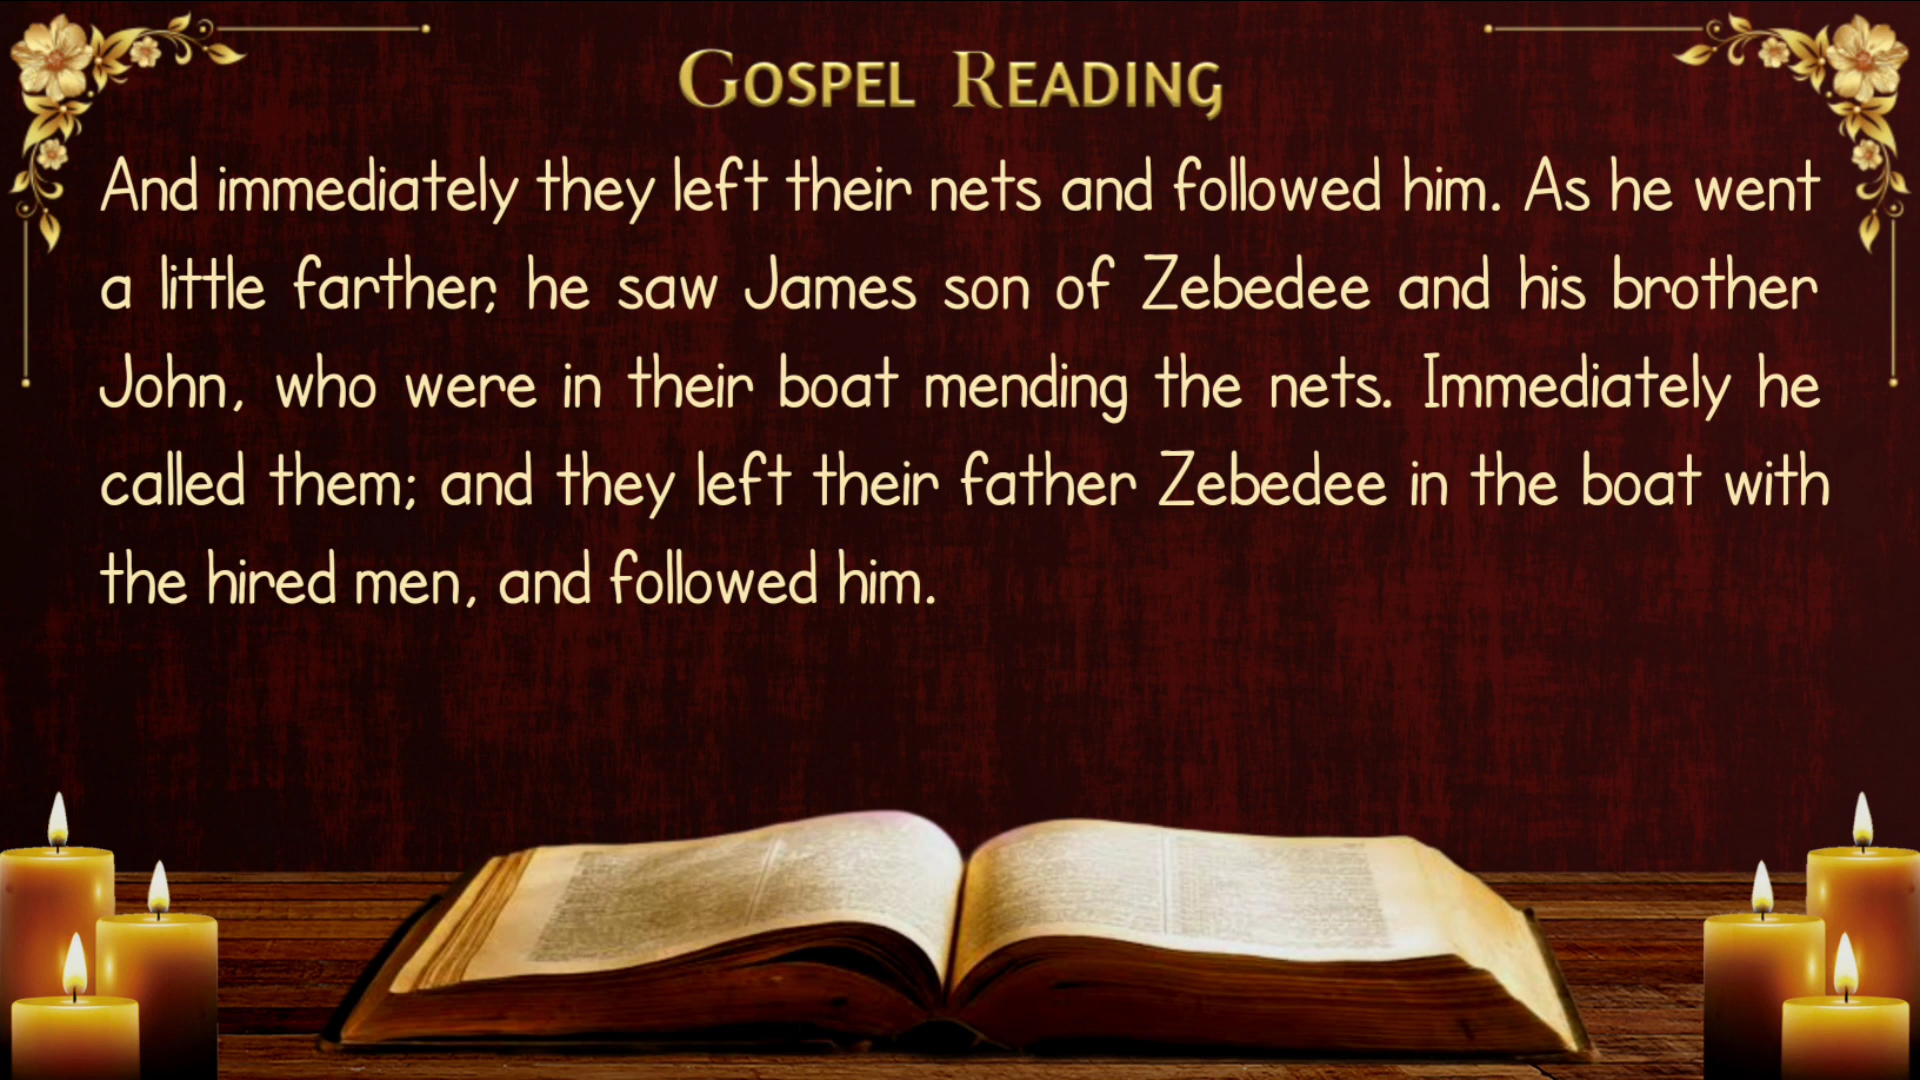 Gospel Reading
And immediately they left their nets and followed him. As he went
a little farther, he saw James son of Zebedee and his brother
John, who were in their boat mending the nets. Immediately he
called them; and they left their father Zebedee in the boat with
the hired men, and followed him.